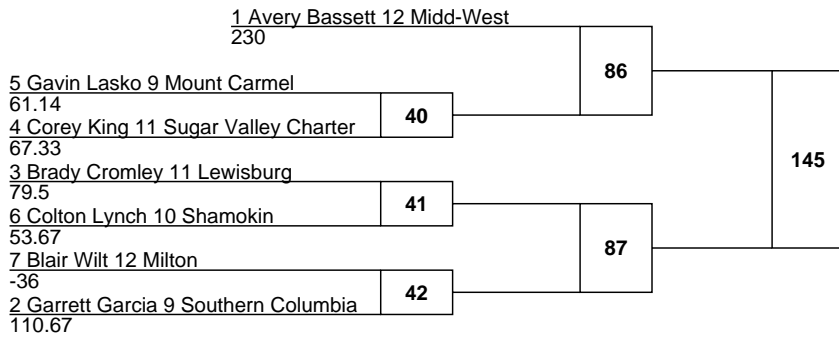 1 Avery Bassett 12 Midd-West
230
86
5 Gavin Lasko 9 Mount Carmel
61.14
40
4 Corey King 11 Sugar Valley Charter
67.33
145
3 Brady Cromley 11 Lewisburg
79.5
41
6 Colton Lynch 10 Shamokin
53.67
87
7 Blair Wilt 12 Milton
-36
42
2 Garrett Garcia 9 Southern Columbia
110.67